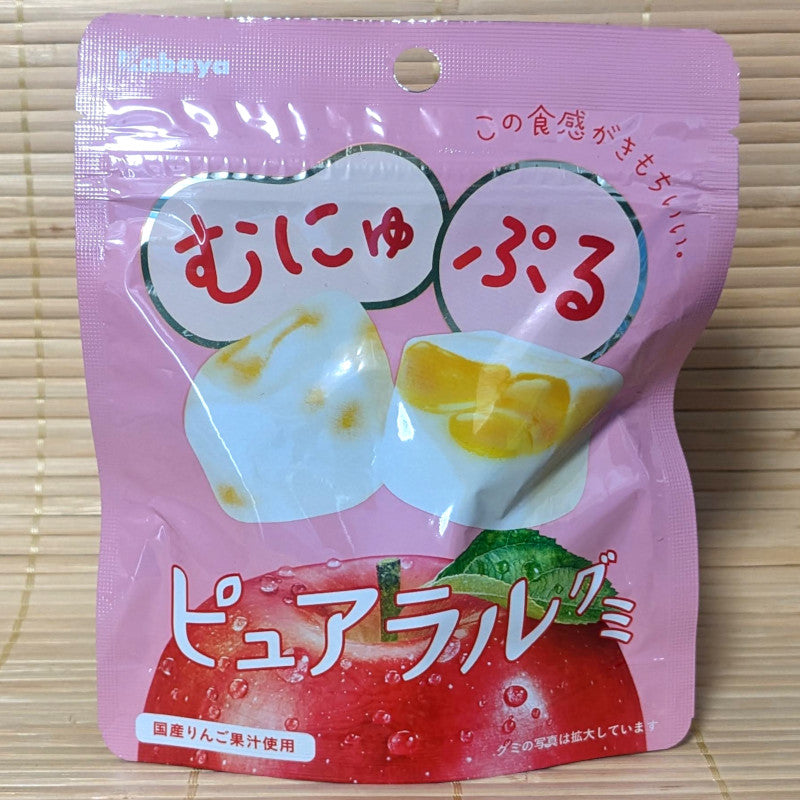 Kabaya
この食感がきもちいい。
むにゅ
ぷる
ピュアラルグミ
国産りんご果汁使用
グミの写真は拡大しています